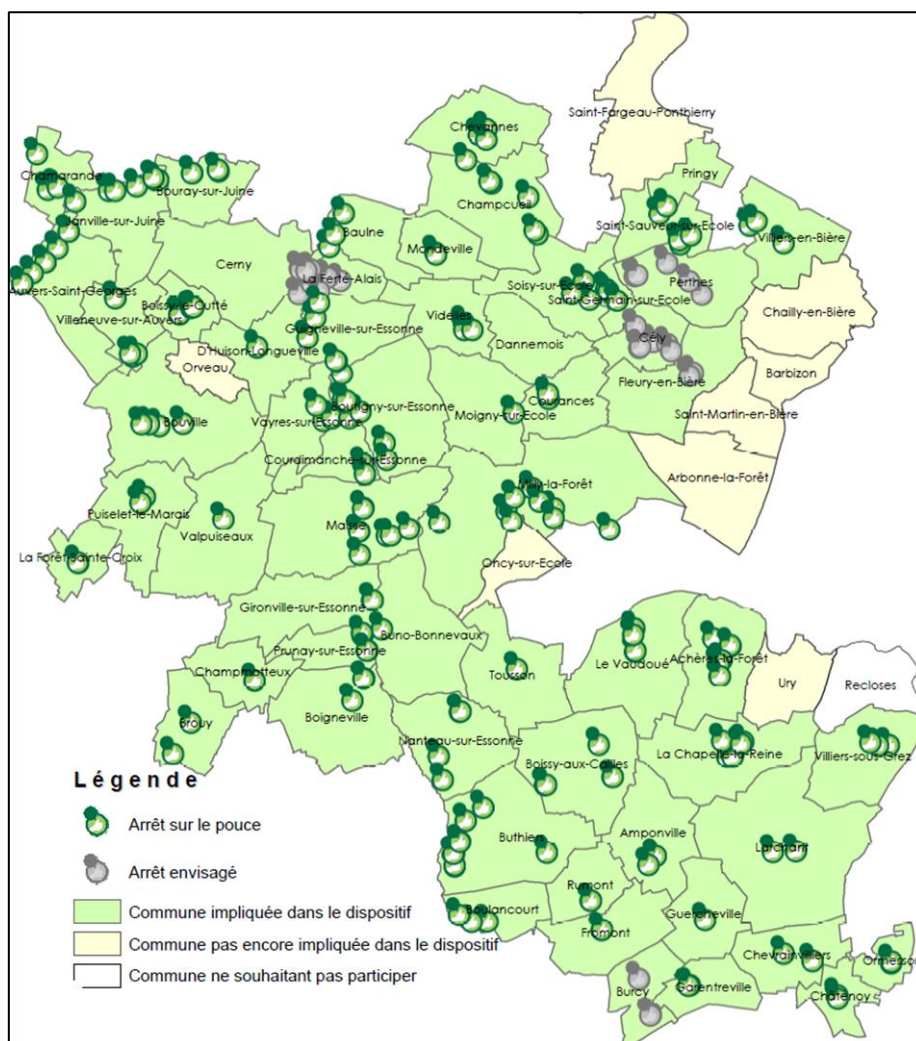 Saint-Fargeau-Ponthierry
Chevannes
Pringy
Chamarande
Bouray-sur-Juine
Champcueil
Janville-sur-Juine
Saint-Sauveur-sur-Ecole
Villiers-en-Bière
Baulne
Mondeville
Cerny
La Ferté-Alais
Soisy-sur-Ecole
Perthes
Auvers-Saint-Georges
Boissy-le-Cutté
Saint-Germain-sur-Ecole
Villeneuve-sur-Auvers
Guigneville-sur-Essonne
Videlles
Chailly-en-Bière
Dannemois
Cély
D'Huison-Longueville
Orveau
Barbizon
Fleury-en-Bière
Courances
Boutigny-sur-Essonne
Moigny-sur-Ecole
Saint-Martin-en-Bière
Bouville
Vayres-sur-Essonne
Courdimanche-sur-Essonne
Arbonne-la-Forêt
Milly-la-Forêt
Puiselet-le-Marais
Maisse
Valpuiseaux
La Forêt-Sainte-Croix
Oncy-sur-Ecole
Gironville-sur-Essonne
Buno-Bonnevaux
Prunay-sur-Essonne
Le Vaudoué
Achères-la-Forêt
Champmotteux
Tousson
Ury
Recloses
Boigneville
Brouy
Nanteau-sur-Essonne
La Chapelle-la-Reine
Villiers-sous-Grez
Boissy-aux-Cailles
Légende
Arrêt sur le pouce
Arrêt envisagé
Commune impliquée dans le dispositif
Commune pas encore impliquée dans le dispositif
Commune ne souhaitant pas participer
Buthiers
Amponville
Larchant
Rumont
Boulancourt
Guercheville
Fromont
Chevrainvilliers
Ormesson
Burcy
Garentreville
Châtenoy